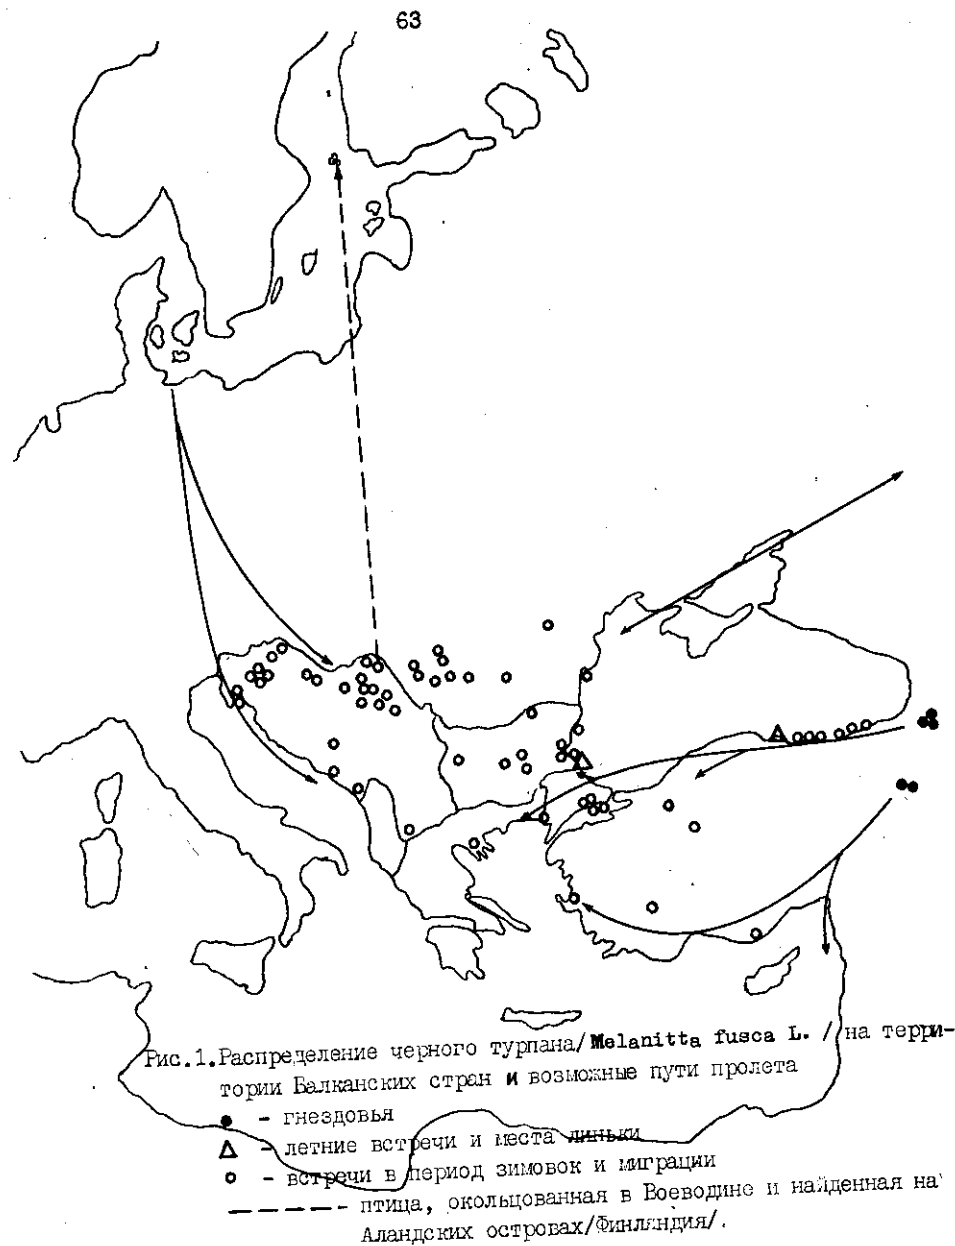 63
Рис.1.Распределение черного турпана/Melanitta fusca L. / на терри-
тории Балканских стран и возможные пути пролета
- гнездовья
- летние встречи и места линьки
- встречи в период зимовок и миграции
- птица, окольцованная в Воеводине и найденная на
Аландских островах/Финляндия/.